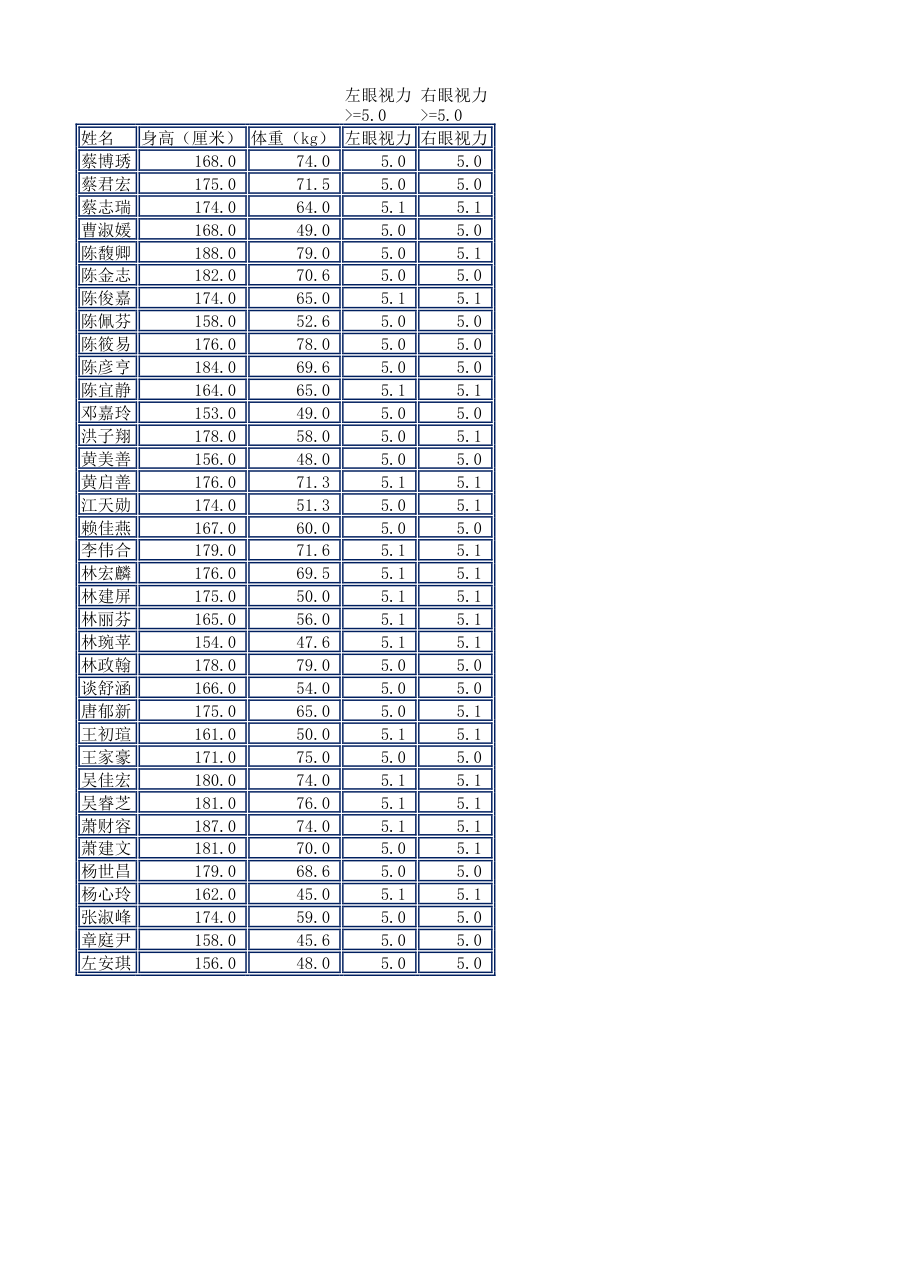 左眼视力 右眼视力
>=5.0 >=5.0
姓名 身高（厘米） 体重（kg） 左眼视力 右眼视力
蔡博琇 168.0 74.0 5.0 5.0
蔡君宏 175.0 71.5 5.0 5.0
蔡志瑞 174.0 64.0 5.1 5.1
曹淑媛 168.0 49.0 5.0 5.0
陈馥卿 188.0 79.0 5.0 5.1
陈金志 182.0 70.6 5.0 5.0
陈俊嘉 174.0 65.0 5.1 5.1
陈佩芬 158.0 52.6 5.0 5.0
陈筱易 176.0 78.0 5.0 5.0
陈彦亨 184.0 69.6 5.0 5.0
陈宜静 164.0 65.0 5.1 5.1
邓嘉玲 153.0 49.0 5.0 5.0
洪子翔 178.0 58.0 5.0 5.1
黄美善 156.0 48.0 5.0 5.0
黄启善 176.0 71.3 5.1 5.1
江天勋 174.0 51.3 5.0 5.1
赖佳燕 167.0 60.0 5.0 5.0
李伟合 179.0 71.6 5.1 5.1
林宏麟 176.0 69.5 5.1 5.1
林建屏 175.0 50.0 5.1 5.1
林丽芬 165.0 56.0 5.1 5.1
林琬苹 154.0 47.6 5.1 5.1
林政翰 178.0 79.0 5.0 5.0
谈舒涵 166.0 54.0 5.0 5.0
唐郁新 175.0 65.0 5.0 5.1
王初瑄 161.0 50.0 5.1 5.1
王家豪 171.0 75.0 5.0 5.0
吴佳宏 180.0 74.0 5.1 5.1
吴睿芝 181.0 76.0 5.1 5.1
萧财容 187.0 74.0 5.1 5.1
萧建文 181.0 70.0 5.0 5.1
杨世昌 179.0 68.6 5.0 5.0
杨心玲 162.0 45.0 5.1 5.1
张淑峰 174.0 59.0 5.0 5.0
章庭尹 158.0 45.6 5.0 5.0
左安琪 156.0 48.0 5.0 5.0